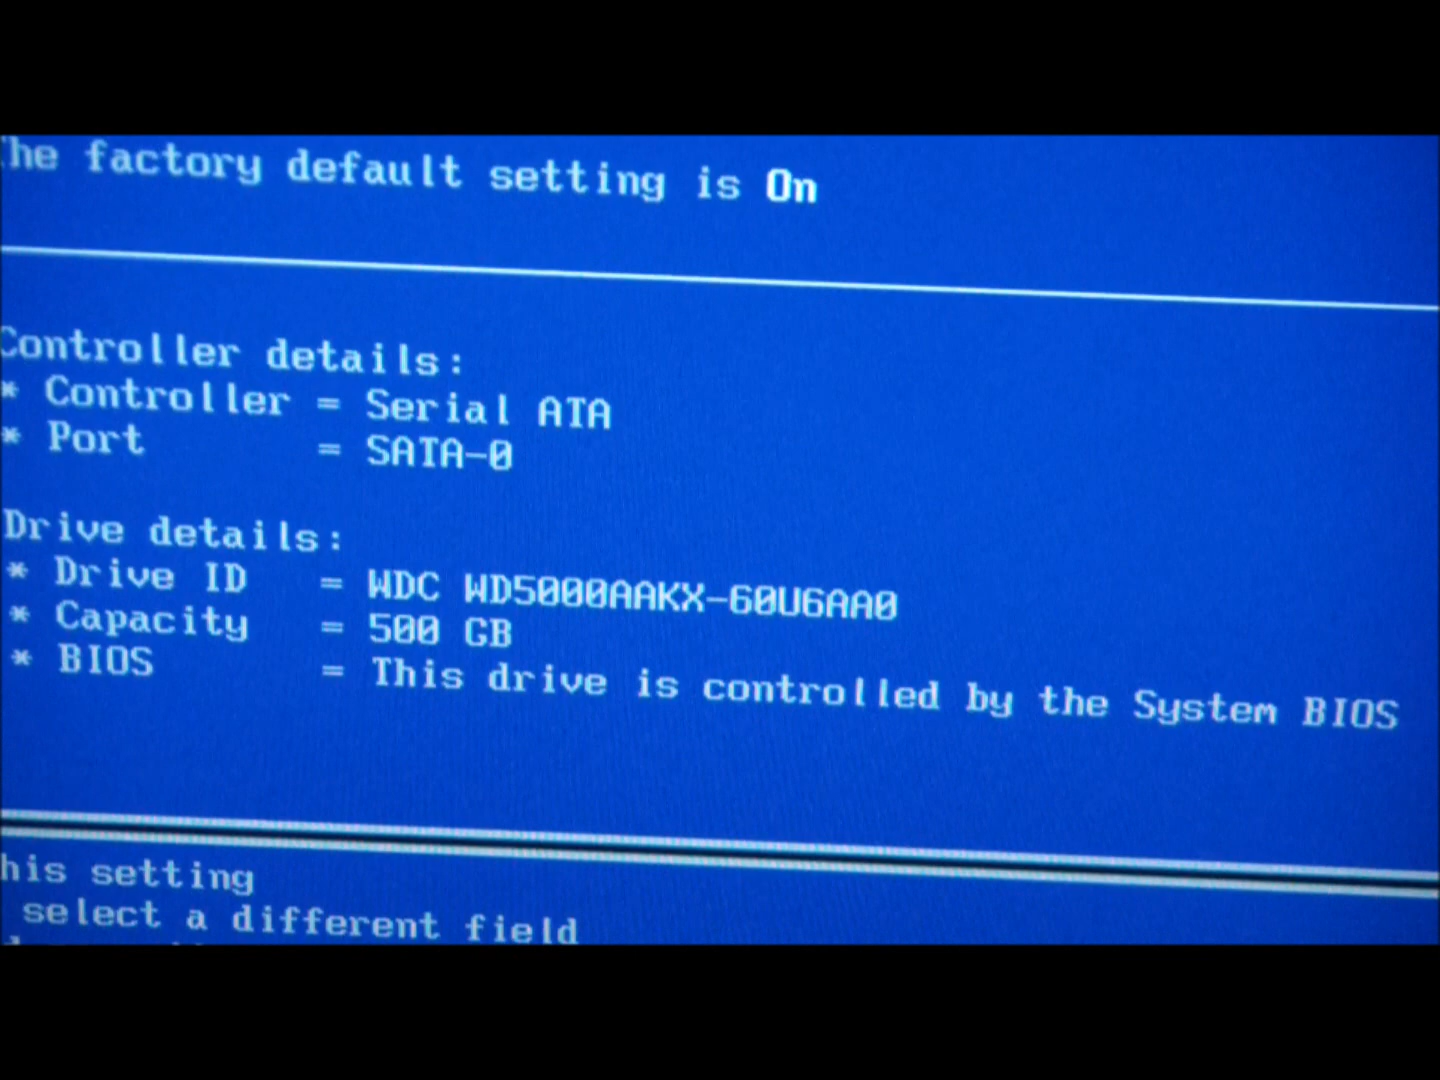 The factory default setting is On
Controller details:
* Controller = Serial ATA
* Port = SATA-0
Drive details:
* Drive ID = WDC WD5000AAKX-60U6AA0
* Capacity = 500 GB
* BIOS = This drive is controlled by the System BIOS
his setting
select a different field